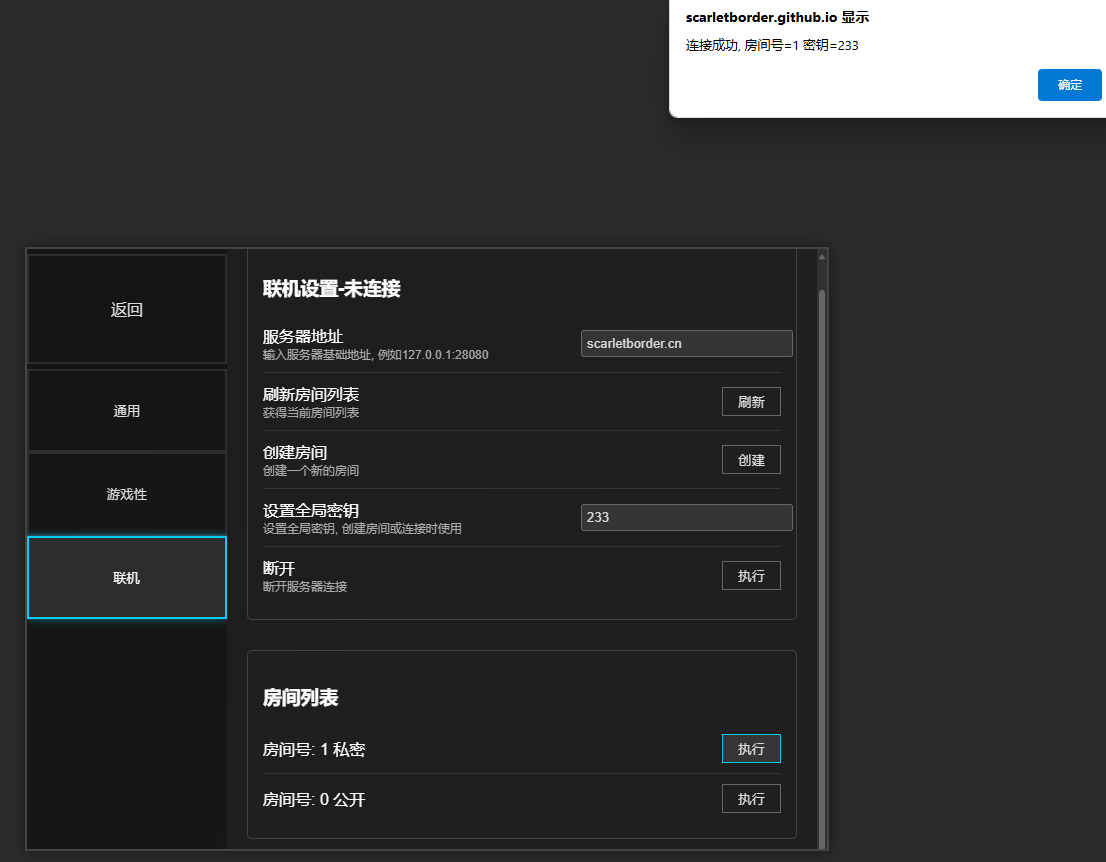 scarletborder.github.io 显示
连接成功, 房间号=1 密钥=233
确定
返回
通用
游戏性
联机
联机设置-未连接
服务器地址
输入服务器基础地址, 例如127.0.0.1:28080
scarletborder.cn
刷新房间列表
获得当前房间列表
刷新
创建房间
创建一个新的房间
创建
设置全局密钥
设置全局密钥, 创建房间或连接时使用
233
断开
断开服务器连接
执行
房间列表
房间号: 1 私密
执行
房间号: 0 公开
执行